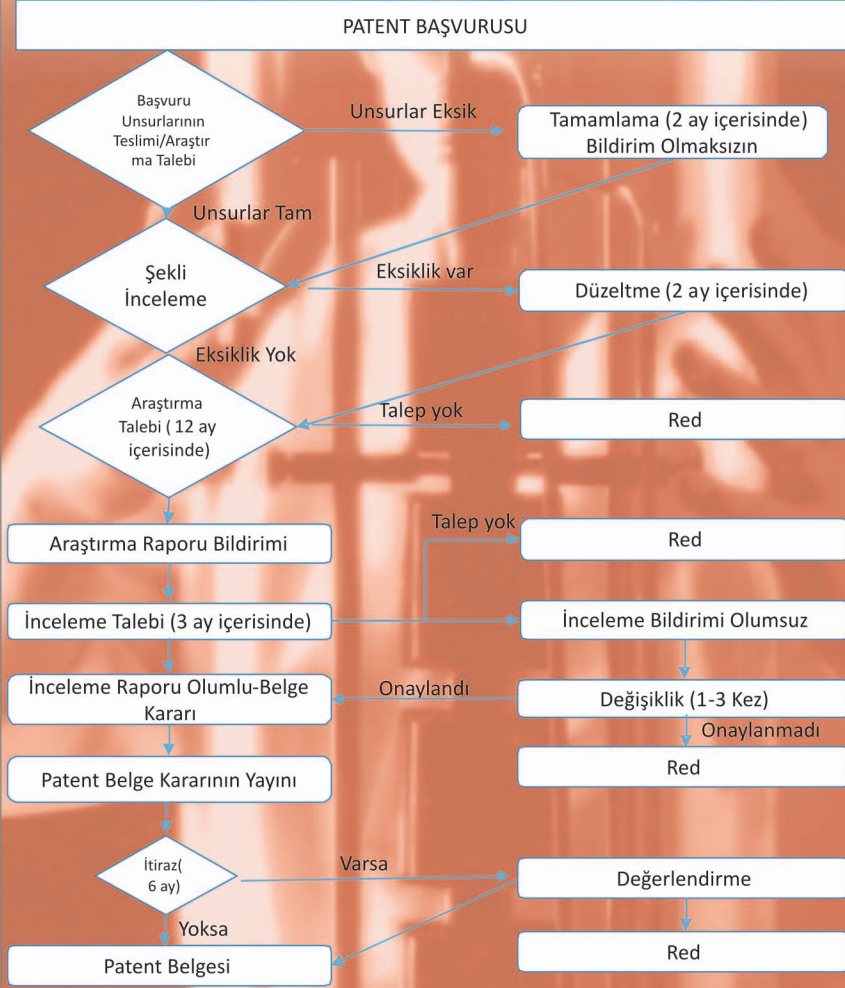 PATENT BAŞVURUSU
Başvuru
Unsurlarının
Teslimi/Araştır
ma Talebi
Unsurlar Eksik
Tamamlama (2 ay içerisinde)
Bildirim Olmaksızın
Unsurlar Tam
Şekli
İnceleme
Eksiklik var
Düzeltme (2 ay içerisinde)
Eksiklik Yok
Araştırma
Talebi ( 12 ay
içerisinde)
Talep yok
Red
Araştırma Raporu Bildirimi
Talep yok
Red
İnceleme Talebi (3 ay içerisinde)
İnceleme Bildirimi Olumsuz
İnceleme Raporu Olumlu-Belge
Kararı
Onaylandı
Değişiklik (1-3 Kez)
Onaylanmadı
Red
Patent Belge Kararının Yayını
İtiraz(
6 ay)
Varsa
Değerlendirme
Yoksa
Patent Belgesi
Red